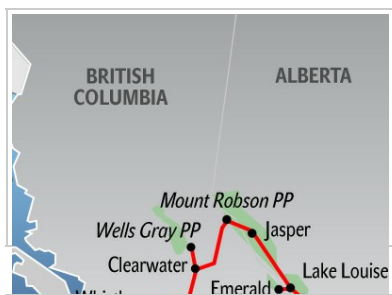 BRITISH
COLUMBIA
ALBERTA
Mount Robson PP
Wells Gray PP
Jasper
Clearwater
Lake Louise
Emerald